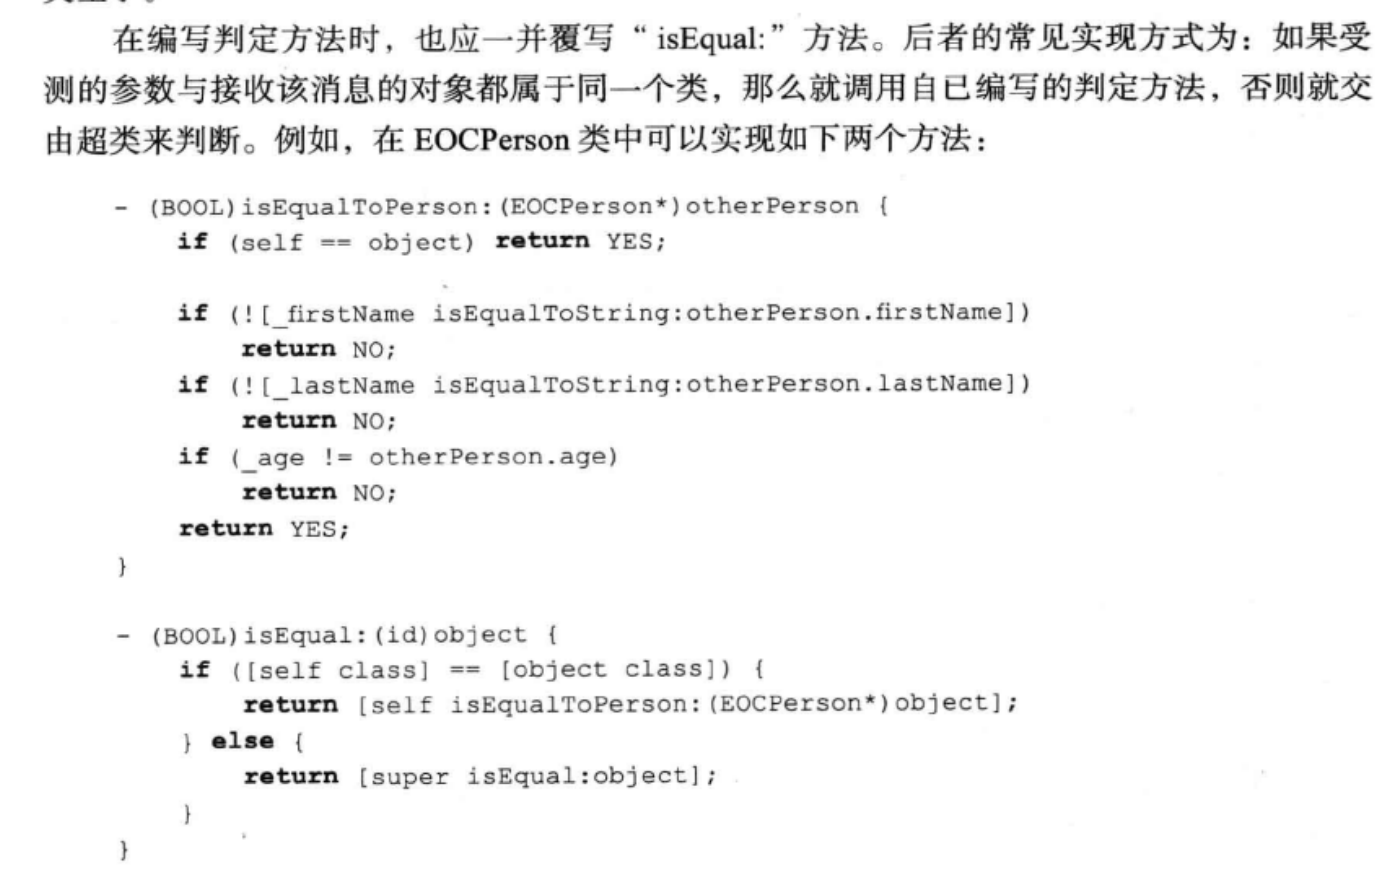 在编写判定方法时，也应一并覆写“isEqual:”方法。后者的常见实现方式为：如果受
测的参数与接收该消息的对象都属于同一个类，那么就调用自已编写的判定方法，否则就交
由超类来判断。例如，在 EOCPerson 类中可以实现如下两个方法：
- (BOOL)isEqualToPerson:(EOCPerson*)otherPerson {
if (self == object) return YES;
if (![_firstName isEqualToString:otherPerson.firstName])
return NO;
if (![_lastName isEqualToString:otherPerson.lastName])
return NO;
if (_age != otherPerson.age)
return NO;
return YES;
}
- (BOOL)isEqual:(id)object {
if ([self class] == [object class]) {
return [self isEqualToPerson:(EOCPerson*)object];
} else {
return [super isEqual:object];
}
}